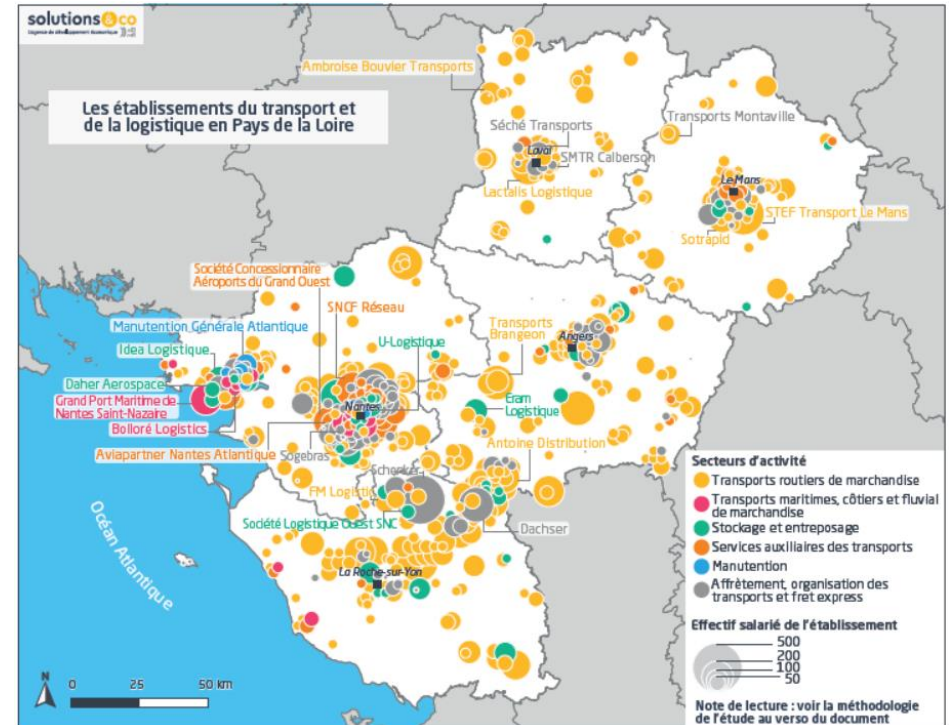 solutions&co
L'agence de développement économique
Les établissements du transport et
de la logistique en Pays de la Loire
Ambroise Bouvier Transports
Séché Transports
Laval
SMTR Calberson
Lactalis Logistique
Transports Montaville
Le Mans
STEF Transport Le Mans
Sotrapid
Société Concessionnaire
Aéroports du Grand Ouest
SNCF Réseau
Manutention Générale Atlantique
U-Logistique
Idea Logistique
Daher Aerospace
Grand Port Maritime de
Nantes Saint-Nazaire
Bolloré Logistics
Nantes
Aviapartner Nantes Atlantique
Sogebras
Transports
Brangeon
Angers
Eram
Logistique
Antoine Distribution
Schenker
FM Logistic
Société Logistique Ouest SNC
Dachser
La Roche-sur-Yon
Océan Atlantique
N
0 25 50 km
Secteurs d'activité
Transports routiers de marchandise
Transports maritimes, côtiers et fluvial
de marchandise
Stockage et entreposage
Services auxiliaires des transports
Manutention
Affrètement, organisation des
transports et fret express
Effectif salarié de l'établissement
500
200
100
50
Note de lecture : voir la méthodologie
de l'étude au verso du document